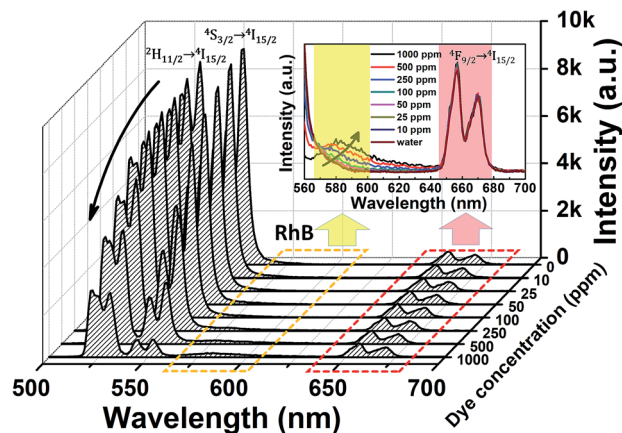 ⁴S₃/₂→⁴I₁₅/₂
²H₁₁/₂→⁴I₁₅/₂
10k
8k
6k
4k
2k
0
Intensity (a.u.)
Intensity (a.u.)
1000 ppm
500 ppm
250 ppm
100 ppm
50 ppm
25 ppm
10 ppm
water
⁴F₉/₂→⁴I₁₅/₂
560 580 600 620 640 660 680 700
Wavelength (nm)
RhB
0
10
25
50
100
250
500
1000
Dye concentration (ppm)
500 550 600 650 700
Wavelength (nm)